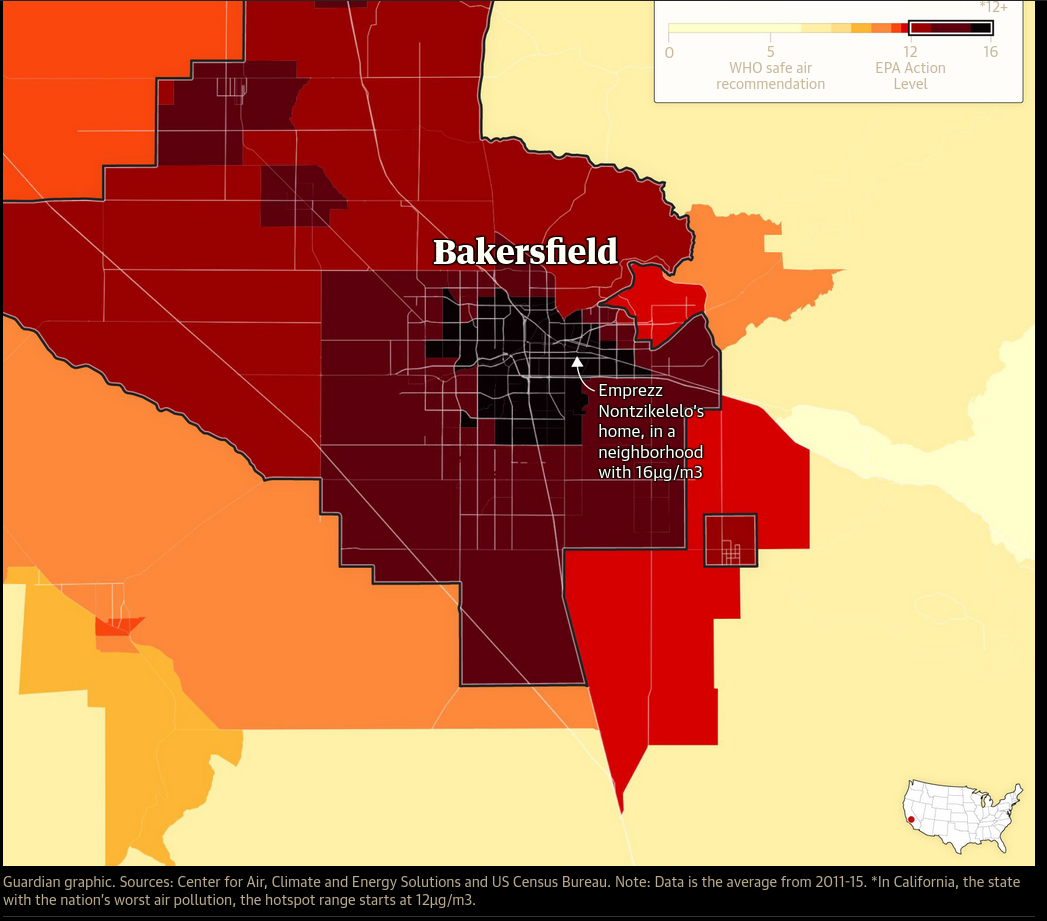 *12+
0
5
12
16
WHO safe air
recommendation
EPA Action
Level
Bakersfield
Emprezz
Nontzikelelo's
home, in a
neighborhood
with 16µg/m3
Guardian graphic. Sources: Center for Air, Climate and Energy Solutions and US Census Bureau. Note: Data is the average from 2011-15. *In California, the state
with the nation's worst air pollution, the hotspot range starts at 12µg/m3.